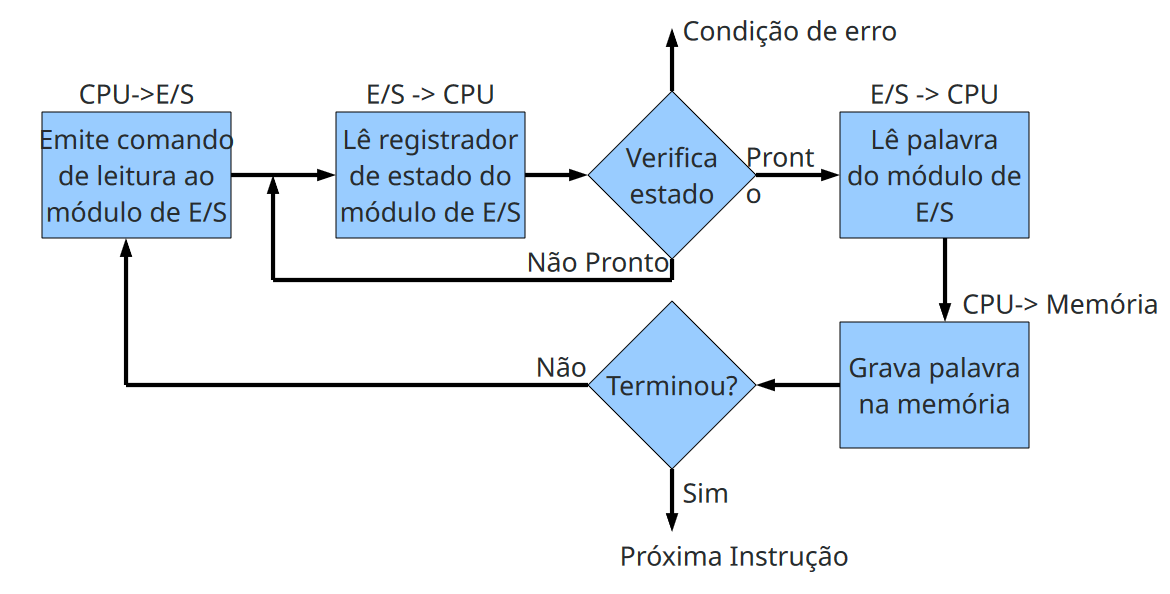 Condição de erro
CPU->E/S
Emite comando
de leitura ao
módulo de E/S
E/S -> CPU
Lê registrador
de estado do
módulo de E/S
Verifica
estado
Pront
o
E/S -> CPU
Lê palavra
do módulo de
E/S
Não Pronto
CPU-> Memória
Grava palavra
na memória
Terminou?
Não
Sim
Próxima Instrução